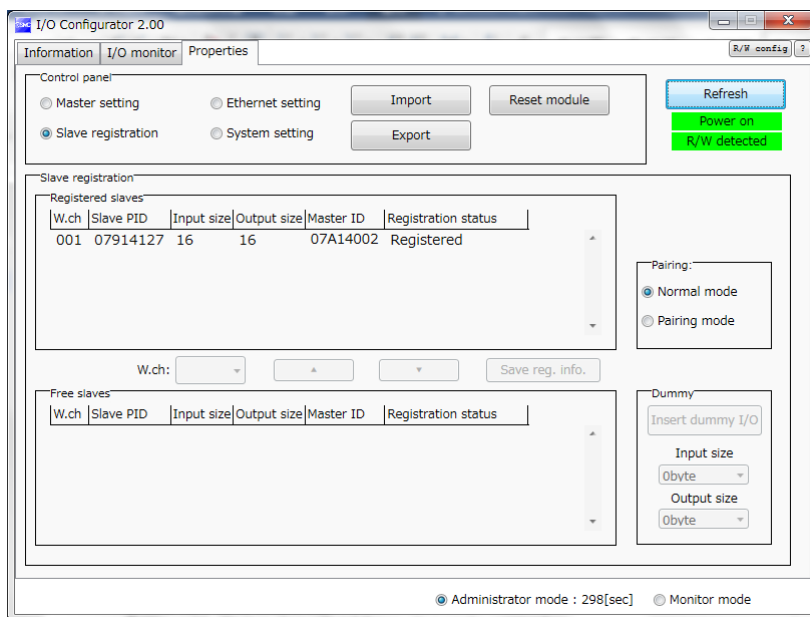 I/O Configurator 2.00
Information I/O monitor Properties R/W config ?
Control panel
Master setting Ethernet setting Import Reset module Refresh
Slave registration System setting Export Power on
R/W detected
Slave registration
Registered slaves
W.ch Slave PID Input size Output size Master ID Registration status
001 07914127 16 16 07A14002 Registered
Pairing:
Normal mode
Pairing mode
W.ch: Save reg. info.
Free slaves
W.ch Slave PID Input size Output size Master ID Registration status
Dummy
Insert dummy I/O
Input size
0byte
Output size
0byte
Administrator mode : 298[sec] Monitor mode